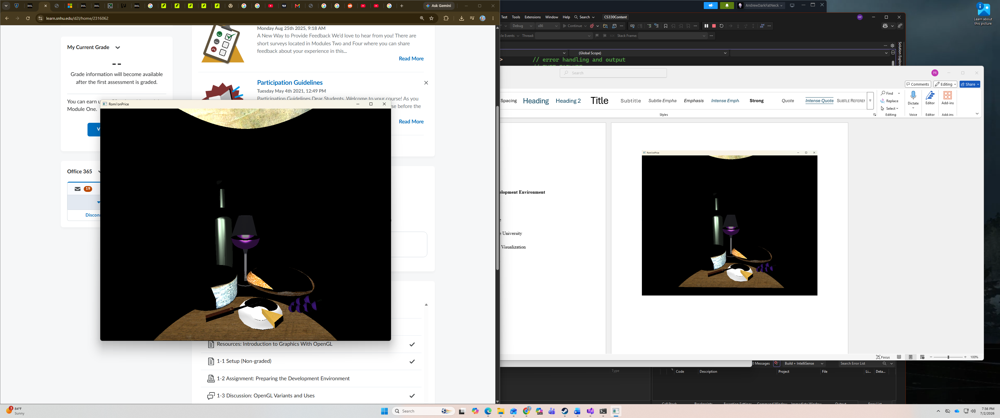 Ask Gemini
learn.snhu.edu/d2l/home/2316062
My Current Grade
--
Grade information will become available
after the first assessment is graded.
Module One.
Office 365
19
Monday Aug 25th 2025, 9:18 AM
A New Way to Provide Feedback We'd love to hear from you! There are
short surveys located in Modules Two and Four where you can share
feedback about your experience in this...
Read More
Participation Guidelines
Tuesday May 4th 2021, 12:49 PM
Participation Guidelines Dear Students, Welcome to your course! As you
se before the
Read More
Romi'onPrice
Resources: Introduction to Graphics With OpenGL
1-1 Setup (Non-graded)
1-2 Assignment: Preparing the Development Environment
1-3 Discussion: OpenGL Variants and Uses
AndrewDarkFatNeck
Test Tools Extensions Window Help Search CS330Content
RP
Debug x86 Continue
cle Events Thread: Stack Frame:
Solution Explore
(Global Scope)
// error handling and output
Search
PR
Comments Editing Share
Spacing Heading Heading 2 Title Subtitle Subtle Empha Emphasis Intense Emph. Strong Quote Intense Quote SUBTLE REFEREN
Find
Replace
Select
Dictate
Editor
Add-ins
Styles Editing Voice Editor Add-ins
Romi'onPrice
elopment Environment
e
e University
Visualization
Focus 100%
0 Messages Build + IntelliSense Search Error List
Type
Code Description Project File Li... Deta...
Learn about
this picture
3
84°F
Sunny
Search
7:56 PM
7/2/2026